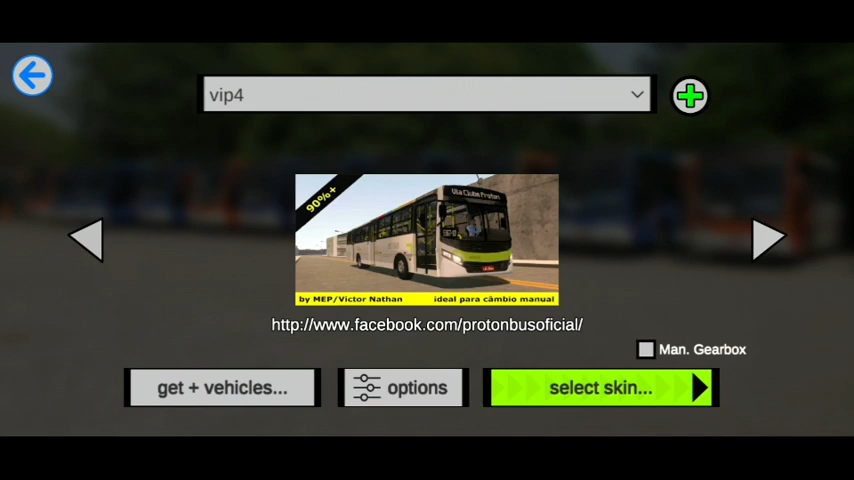 vip4
90%+
Via Clube Proton
by MEP/Victor Nathan ideal para câmbio manual
http://www.facebook.com/protonbusoficial/
Man. Gearbox
get + vehicles...
options
select skin...